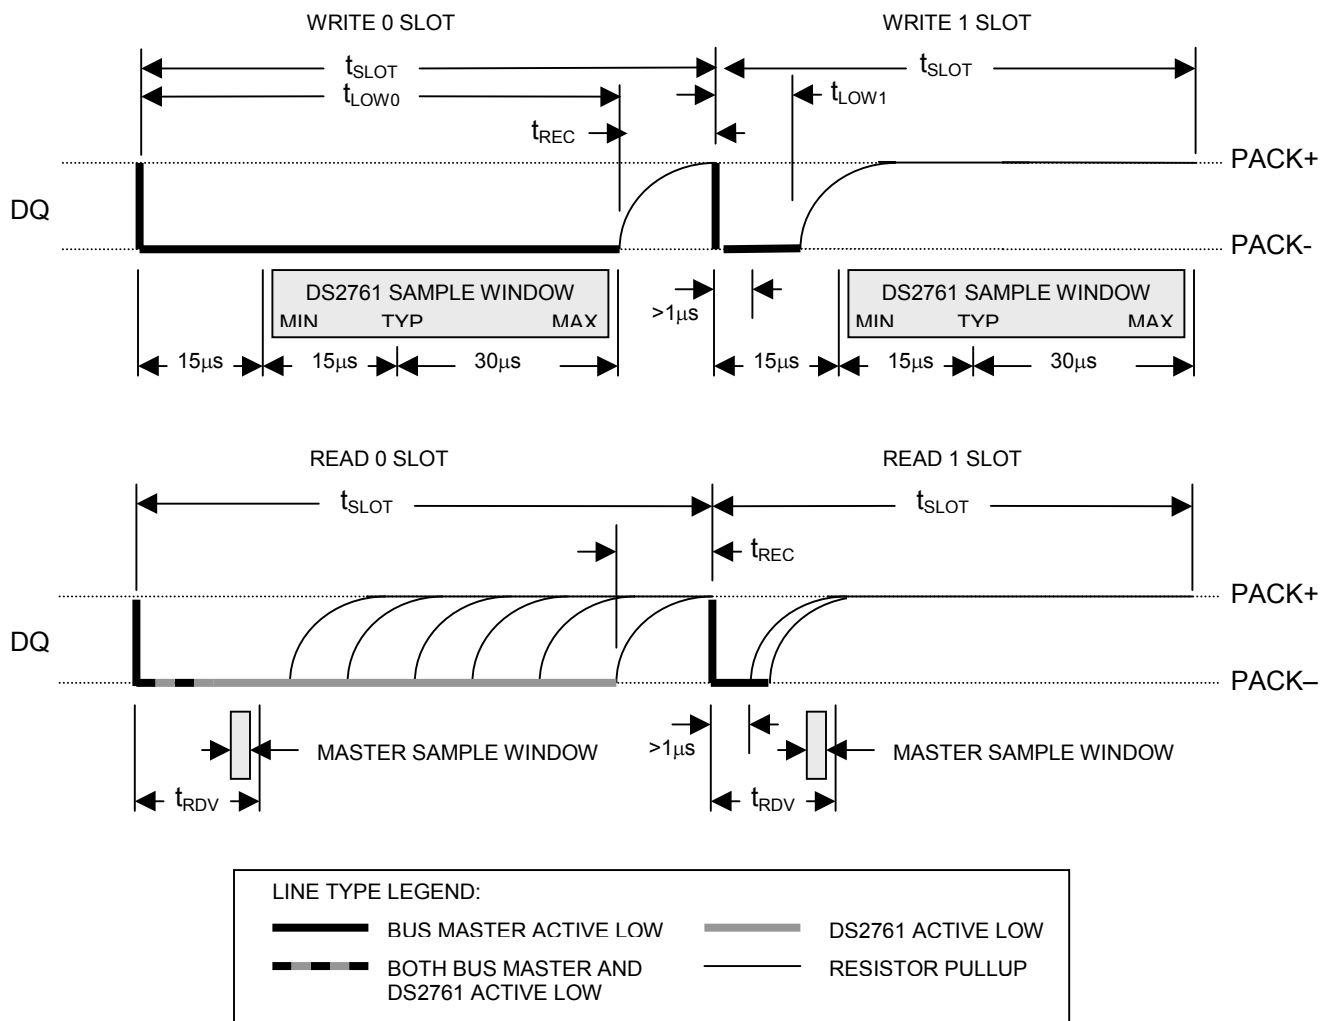 WRITE 0 SLOT WRITE 1 SLOT
tSLOT tSLOT
tLOW0 tLOW1
tREC
PACK+
DQ
PACK-
DS2761 SAMPLE WINDOW >1μs DS2761 SAMPLE WINDOW
MIN TYP MAX MIN TYP MAX
15μs 15μs 30μs 15μs 15μs 30μs
READ 0 SLOT READ 1 SLOT
tSLOT tSLOT
tREC
PACK+
DQ
PACK–
MASTER SAMPLE WINDOW >1μs MASTER SAMPLE WINDOW
tRDV tRDV
LINE TYPE LEGEND:
BUS MASTER ACTIVE LOW DS2761 ACTIVE LOW
BOTH BUS MASTER AND RESISTOR PULLUP
DS2761 ACTIVE LOW